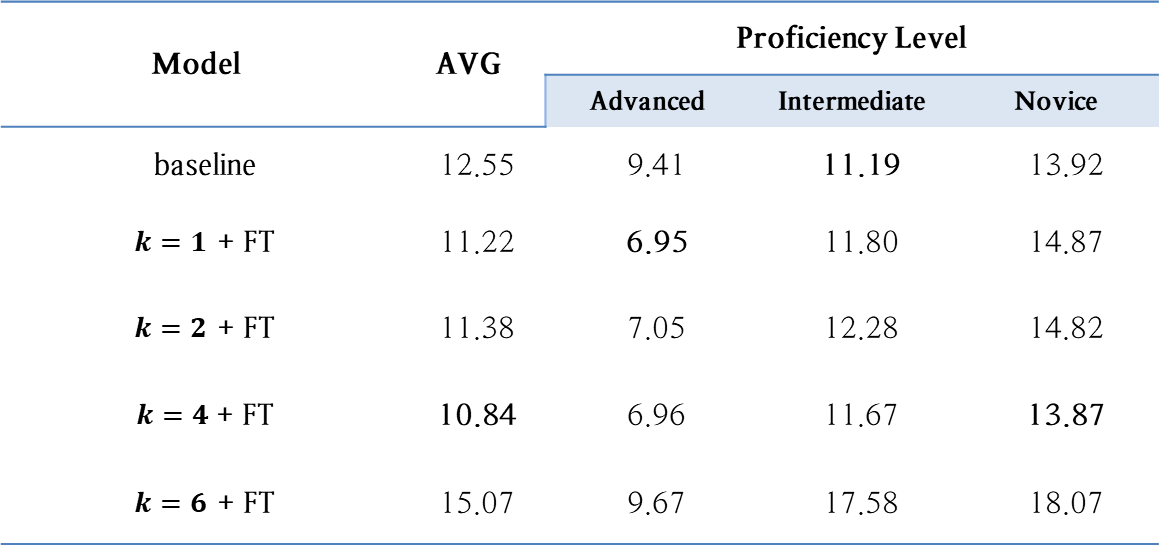 Model AVG Proficiency Level
Advanced Intermediate Novice
baseline 12.55 9.41 11.19 13.92
k = 1 + FT 11.22 6.95 11.80 14.87
k = 2 + FT 11.38 7.05 12.28 14.82
k = 4 + FT 10.84 6.96 11.67 13.87
k = 6 + FT 15.07 9.67 17.58 18.07